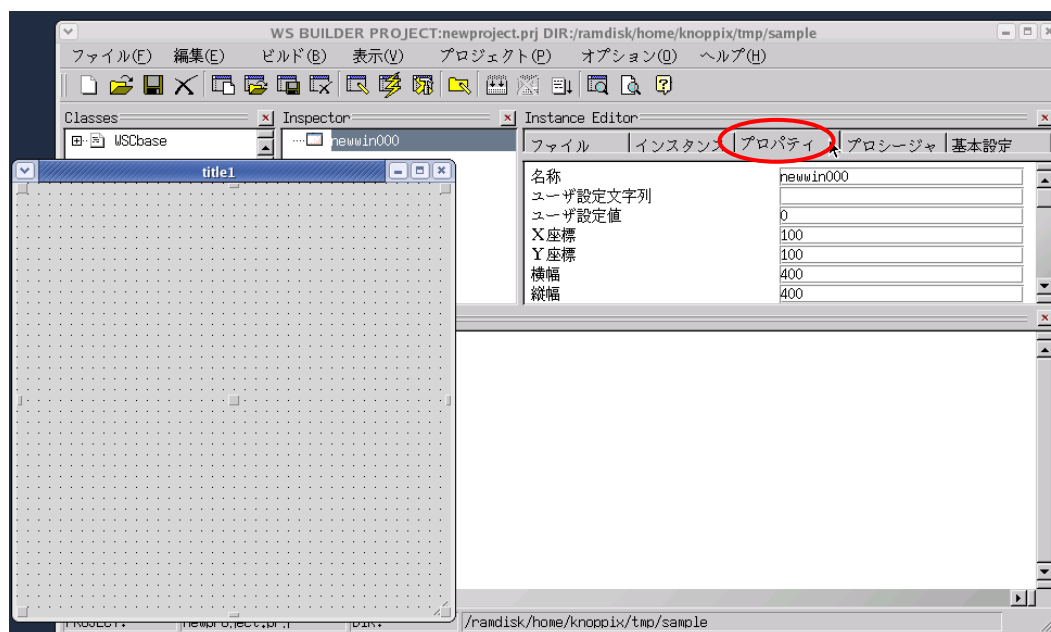 WS BUILDER PROJECT:newproject.prj DIR:/ramdisk/home/knoppix/tmp/sample
ファイル(F) 編集(E) ビルド(B) 表示(V) プロジェクト(P) オプション(O) ヘルプ(H)
Classes Inspector Instance Editor
WSCbase newwin000 ファイル インスタンス プロパティ プロシージャ 基本設定
title1
名称 newwin000
ユーザ設定文字列
ユーザ設定値 0
X座標 100
Y座標 100
横幅 400
縦幅 400
PROJECT: newproject.prj DIR: /ramdisk/home/knoppix/tmp/sample